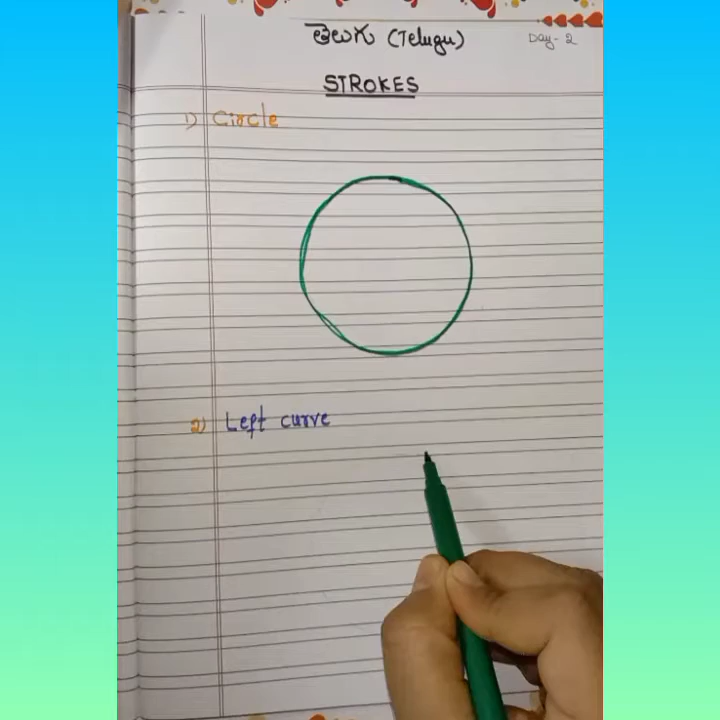 తెలుగు (Telugu)
Day - 2
STROKES
1) Circle
2) Left curve